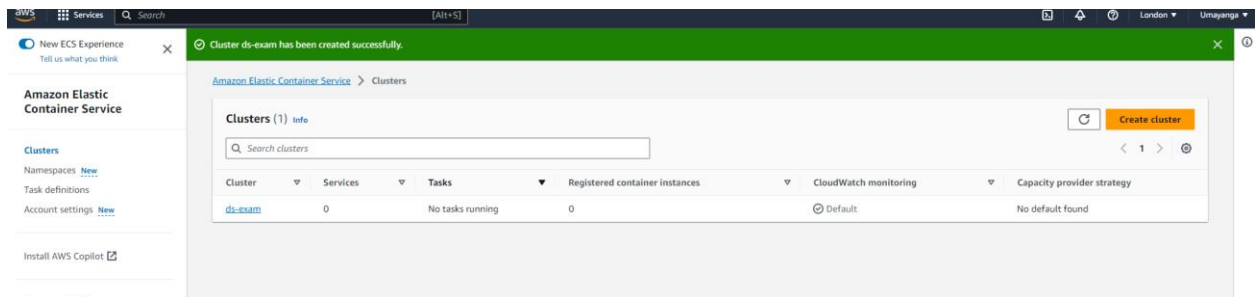 aws Services Search [Alt+S] London Umayanga
New ECS Experience
Tell us what you think
Cluster ds-exam has been created successfully.
Amazon Elastic Container Service > Clusters
Amazon Elastic
Container Service
Clusters (1) Info
Create cluster
Search clusters
1
Clusters
Namespaces New
Task definitions
Account settings New
Install AWS Copilot
Cluster Services Tasks Registered container instances CloudWatch monitoring Capacity provider strategy
ds-exam 0 No tasks running 0 Default No default found